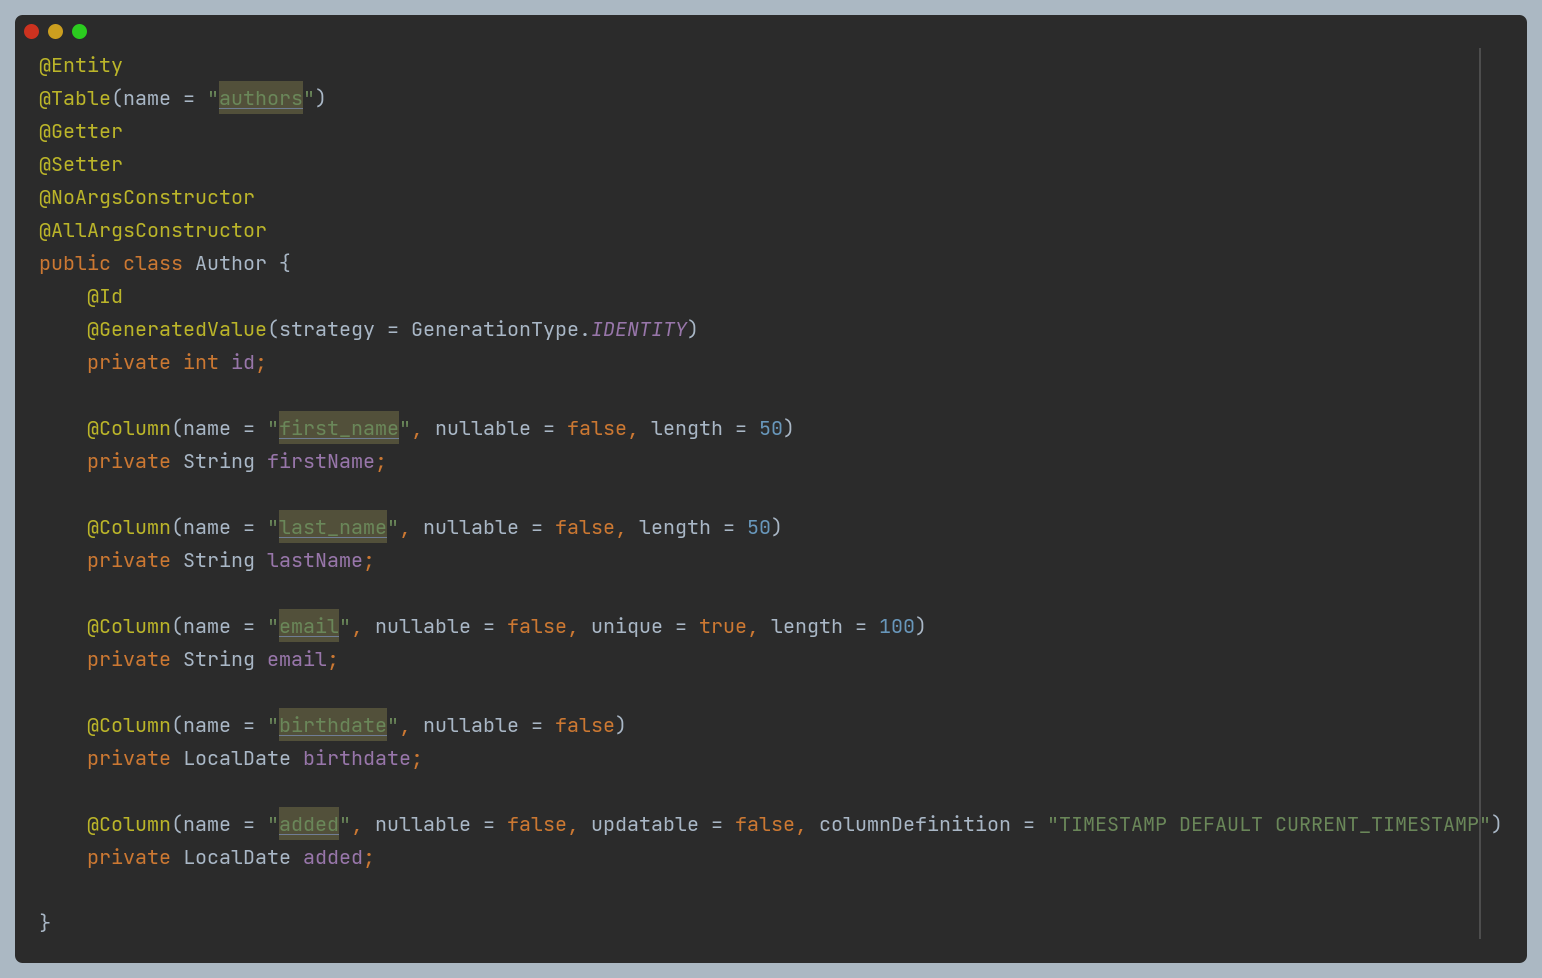 @Entity
@Table(name = "authors")
@Getter
@Setter
@NoArgsConstructor
@AllArgsConstructor
public class Author {
    @Id
    @GeneratedValue(strategy = GenerationType.IDENTITY)
    private int id;

    @Column(name = "first_name", nullable = false, length = 50)
    private String firstName;

    @Column(name = "last_name", nullable = false, length = 50)
    private String lastName;

    @Column(name = "email", nullable = false, unique = true, length = 100)
    private String email;

    @Column(name = "birthdate", nullable = false)
    private LocalDate birthdate;

    @Column(name = "added", nullable = false, updatable = false, columnDefinition = "TIMESTAMP DEFAULT CURRENT_TIMESTAMP")
    private LocalDate added;

}